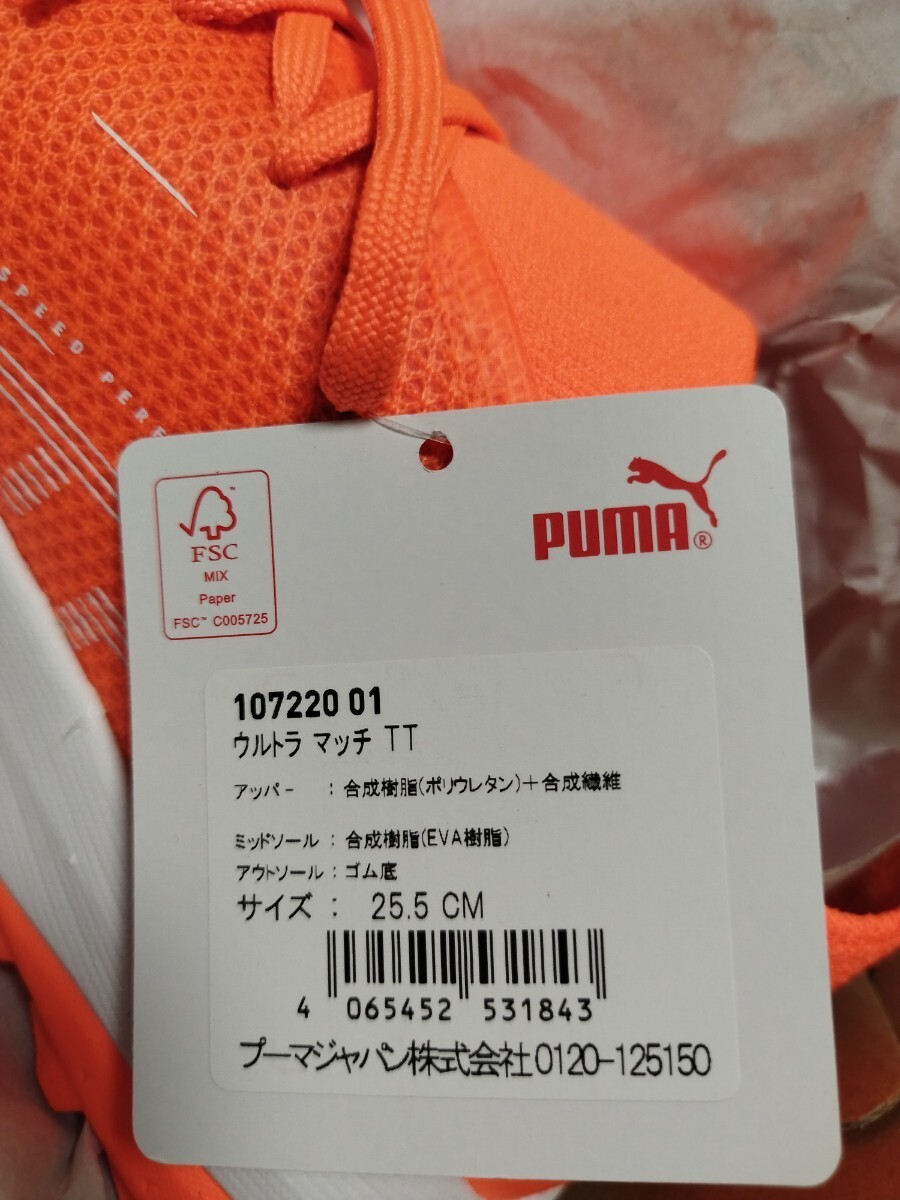 SPEED PER
FSC
MIX
Paper
FSC™ C005725
PUMA®
107220 01
ウルトラ マッチ TT
アッパー : 合成樹脂(ポリウレタン)+合成繊維
ミッドソール : 合成樹脂(EVA樹脂)
アウトソール : ゴム底
サイズ : 25.5 CM
4 065452 531843
プーマジャパン株式会社0120-125150